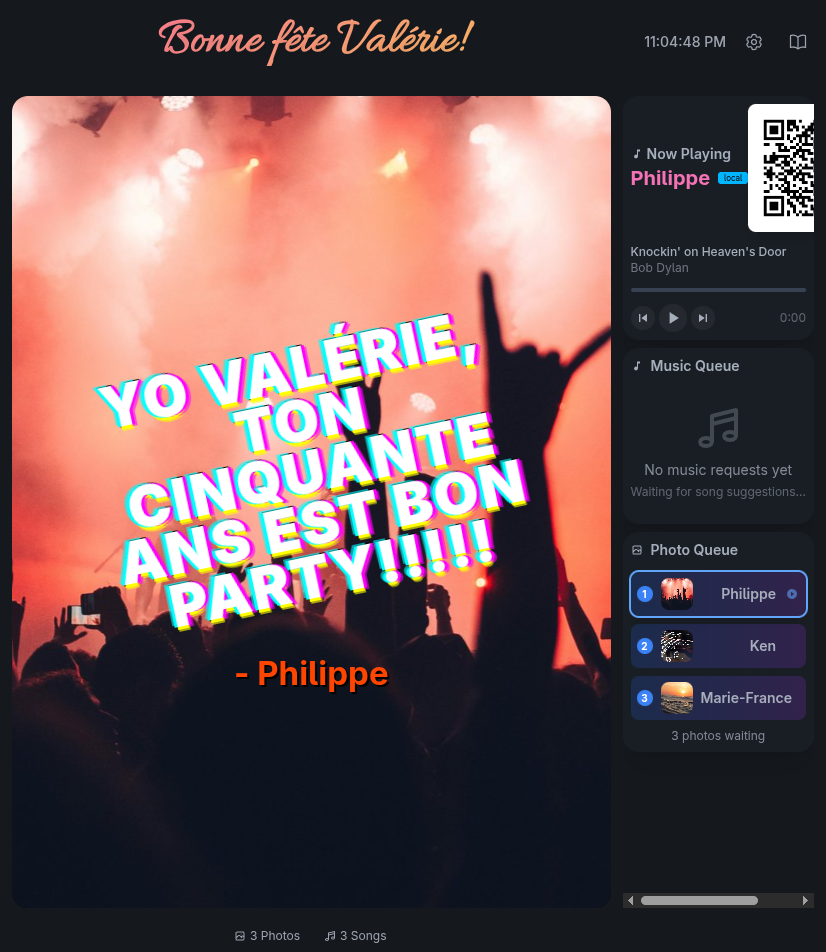 Bonne fête Valérie!
11:04:48 PM
YO VALÉRIE,
TON
CINQUANTE
ANS EST BON
PARTY!!!!!
- Philippe
Now Playing
Philippe local
Knockin' on Heaven's Door
Bob Dylan
0:00
Music Queue
No music requests yet
Waiting for song suggestions...
Photo Queue
1 Philippe
2 Ken
3 Marie-France
3 photos waiting
3 Photos 3 Songs